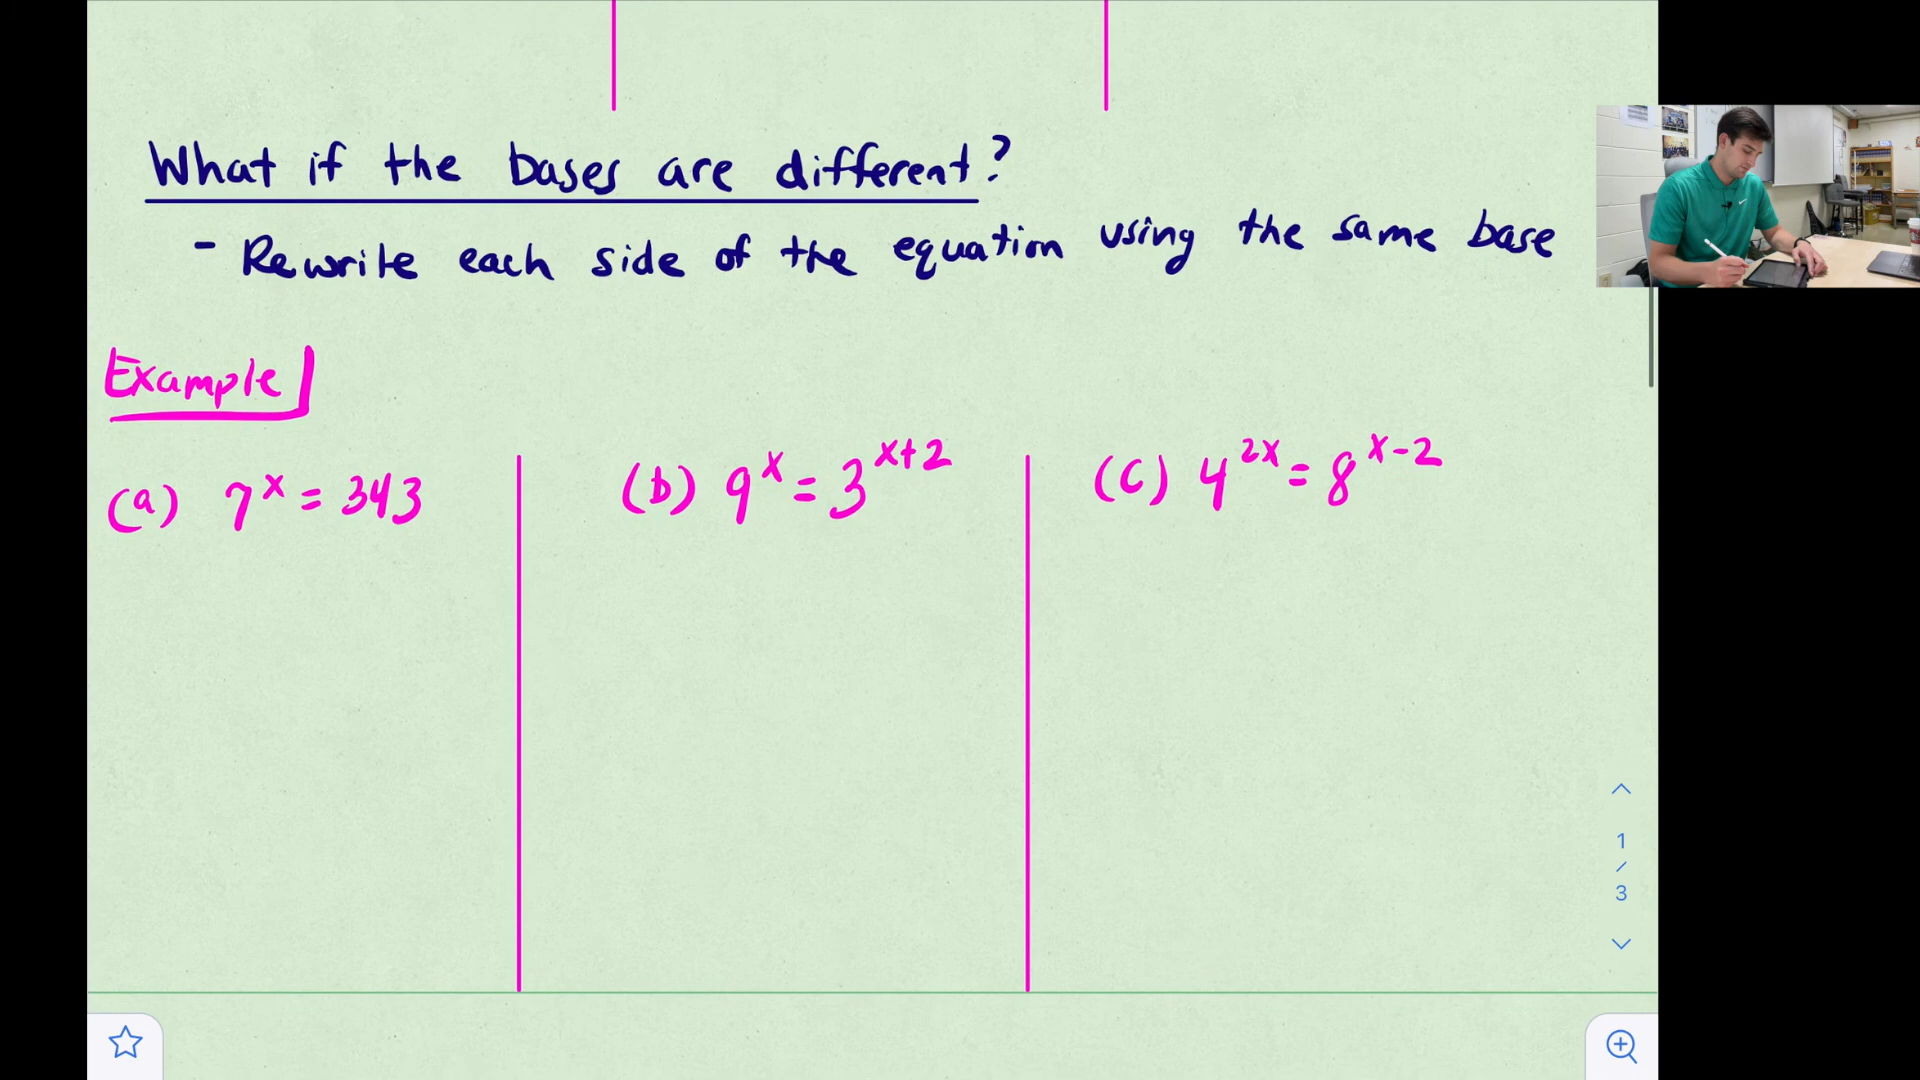 What if the bases are different?
- Rewrite each side of the equation using the same base
Example
(a) 7^x = 343
(b) 9^x = 3^{x+2}
(c) 4^{2x} = 8^{x-2}
1
/
3